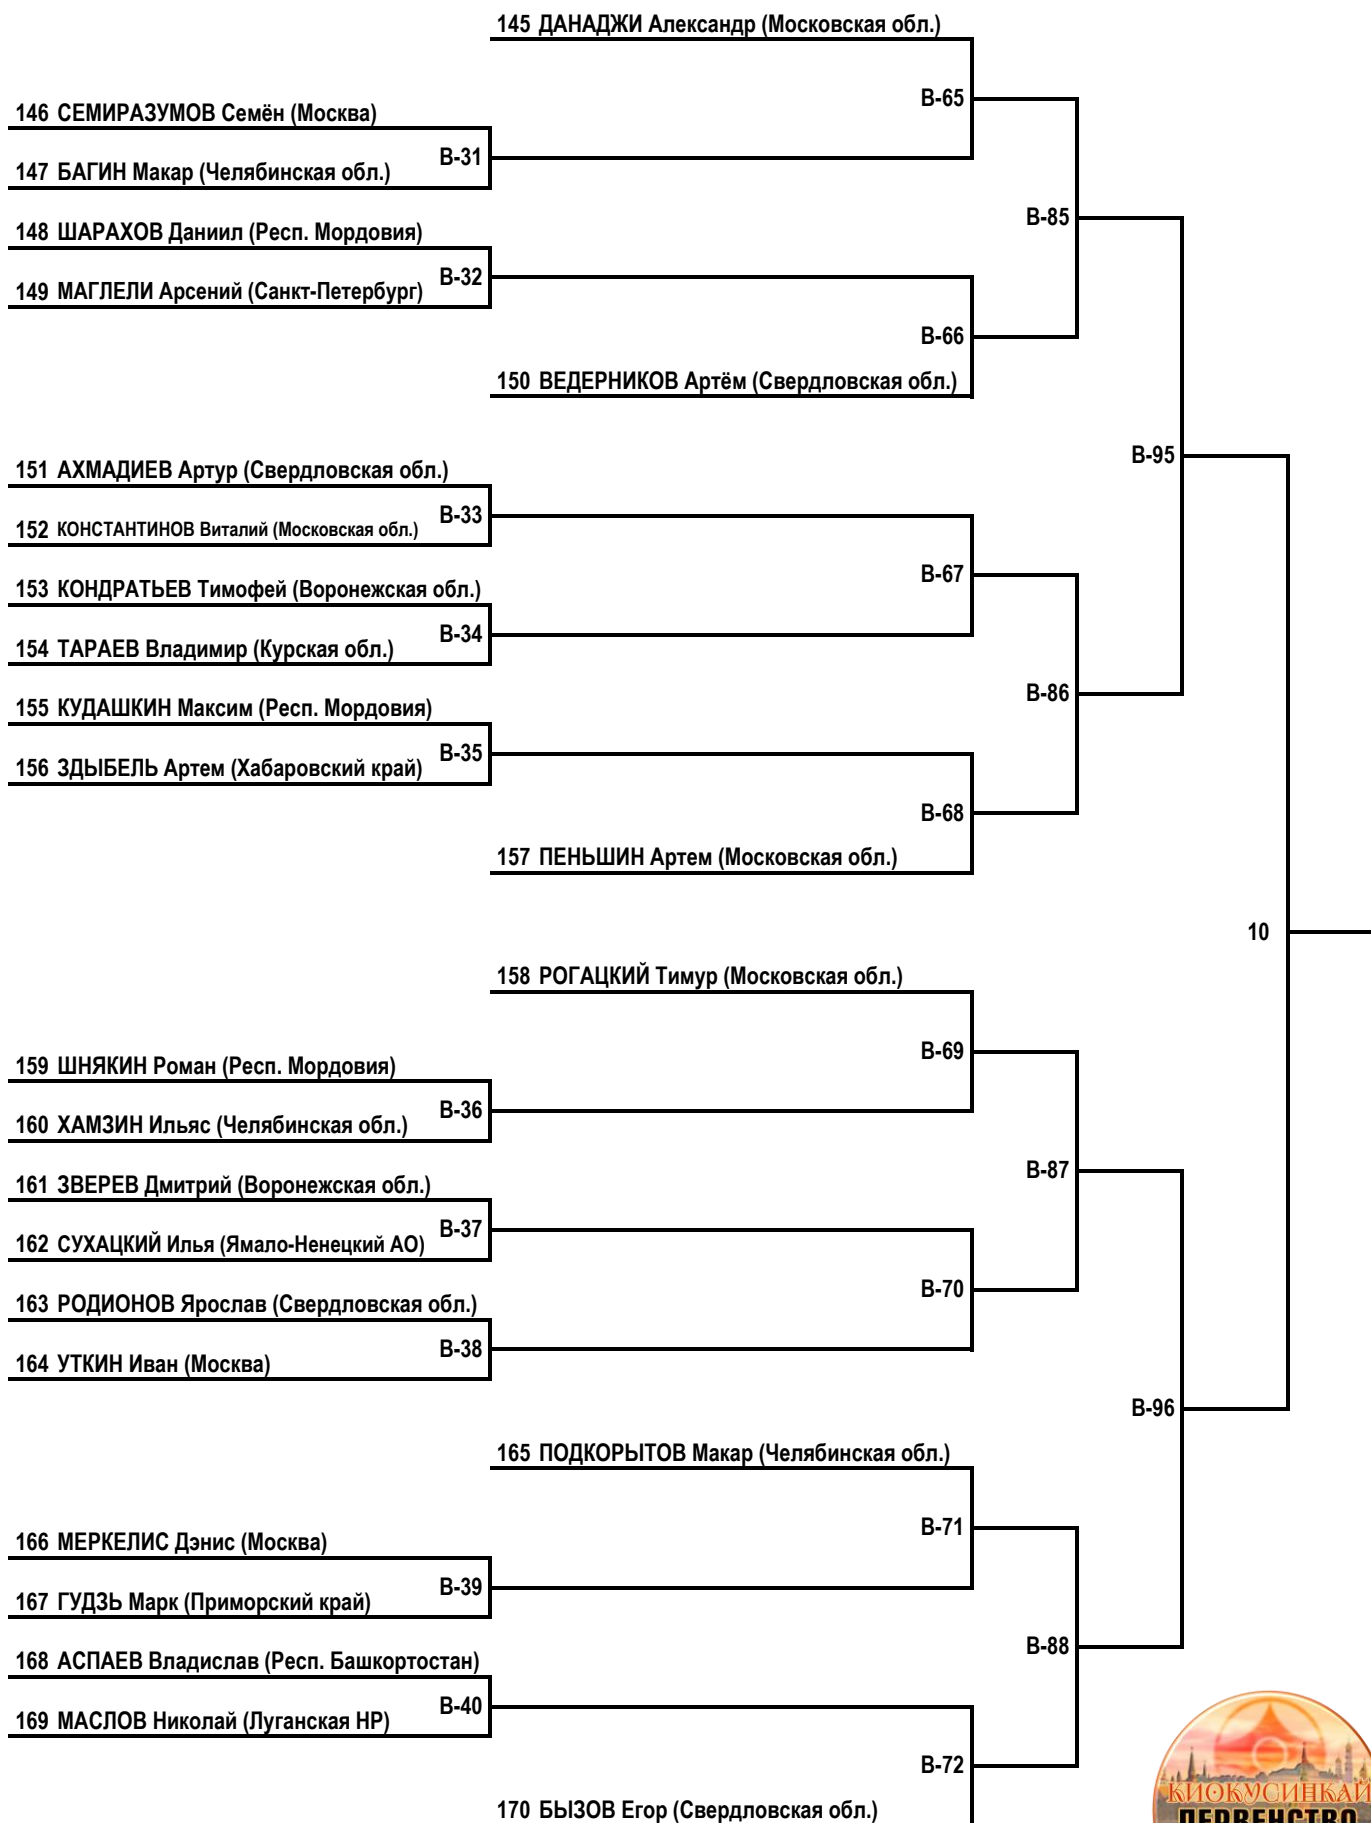 145 ДАНАДЖИ Александр (Московская обл.)
B-65
146 СЕМИРАЗУМОВ Семён (Москва)
B-31
147 БАГИН Макар (Челябинская обл.)
B-85
148 ШАРАХОВ Даниил (Респ. Мордовия)
B-32
149 МАГЛЕЛИ Арсений (Санкт-Петербург)
B-66
150 ВЕДЕРНИКОВ Артём (Свердловская обл.)
B-95
151 АХМАДИЕВ Артур (Свердловская обл.)
B-33
152 КОНСТАНТИНОВ Виталий (Московская обл.)
B-67
153 КОНДРАТЬЕВ Тимофей (Воронежская обл.)
B-34
154 ТАРАЕВ Владимир (Курская обл.)
B-86
155 КУДАШКИН Максим (Респ. Мордовия)
B-35
156 ЗДЫБЕЛЬ Артем (Хабаровский край)
B-68
157 ПЕНЬШИН Артем (Московская обл.)
10
158 РОГАЦКИЙ Тимур (Московская обл.)
B-69
159 ШНЯКИН Роман (Респ. Мордовия)
B-36
160 ХАМЗИН Ильяс (Челябинская обл.)
B-87
161 ЗВЕРЕВ Дмитрий (Воронежская обл.)
B-37
162 СУХАЦКИЙ Илья (Ямало-Ненецкий АО)
B-70
163 РОДИОНОВ Ярослав (Свердловская обл.)
B-38
164 УТКИН Иван (Москва)
B-96
165 ПОДКОРЫТОВ Макар (Челябинская обл.)
B-71
166 МЕРКЕЛИС Дэнис (Москва)
B-39
167 ГУДЗЬ Марк (Приморский край)
B-88
168 АСПАЕВ Владислав (Респ. Башкортостан)
B-40
169 МАСЛОВ Николай (Луганская НР)
B-72
170 БЫЗОВ Егор (Свердловская обл.)
КИОКУСИНКАЙ
ПЕРВЕНСТВО